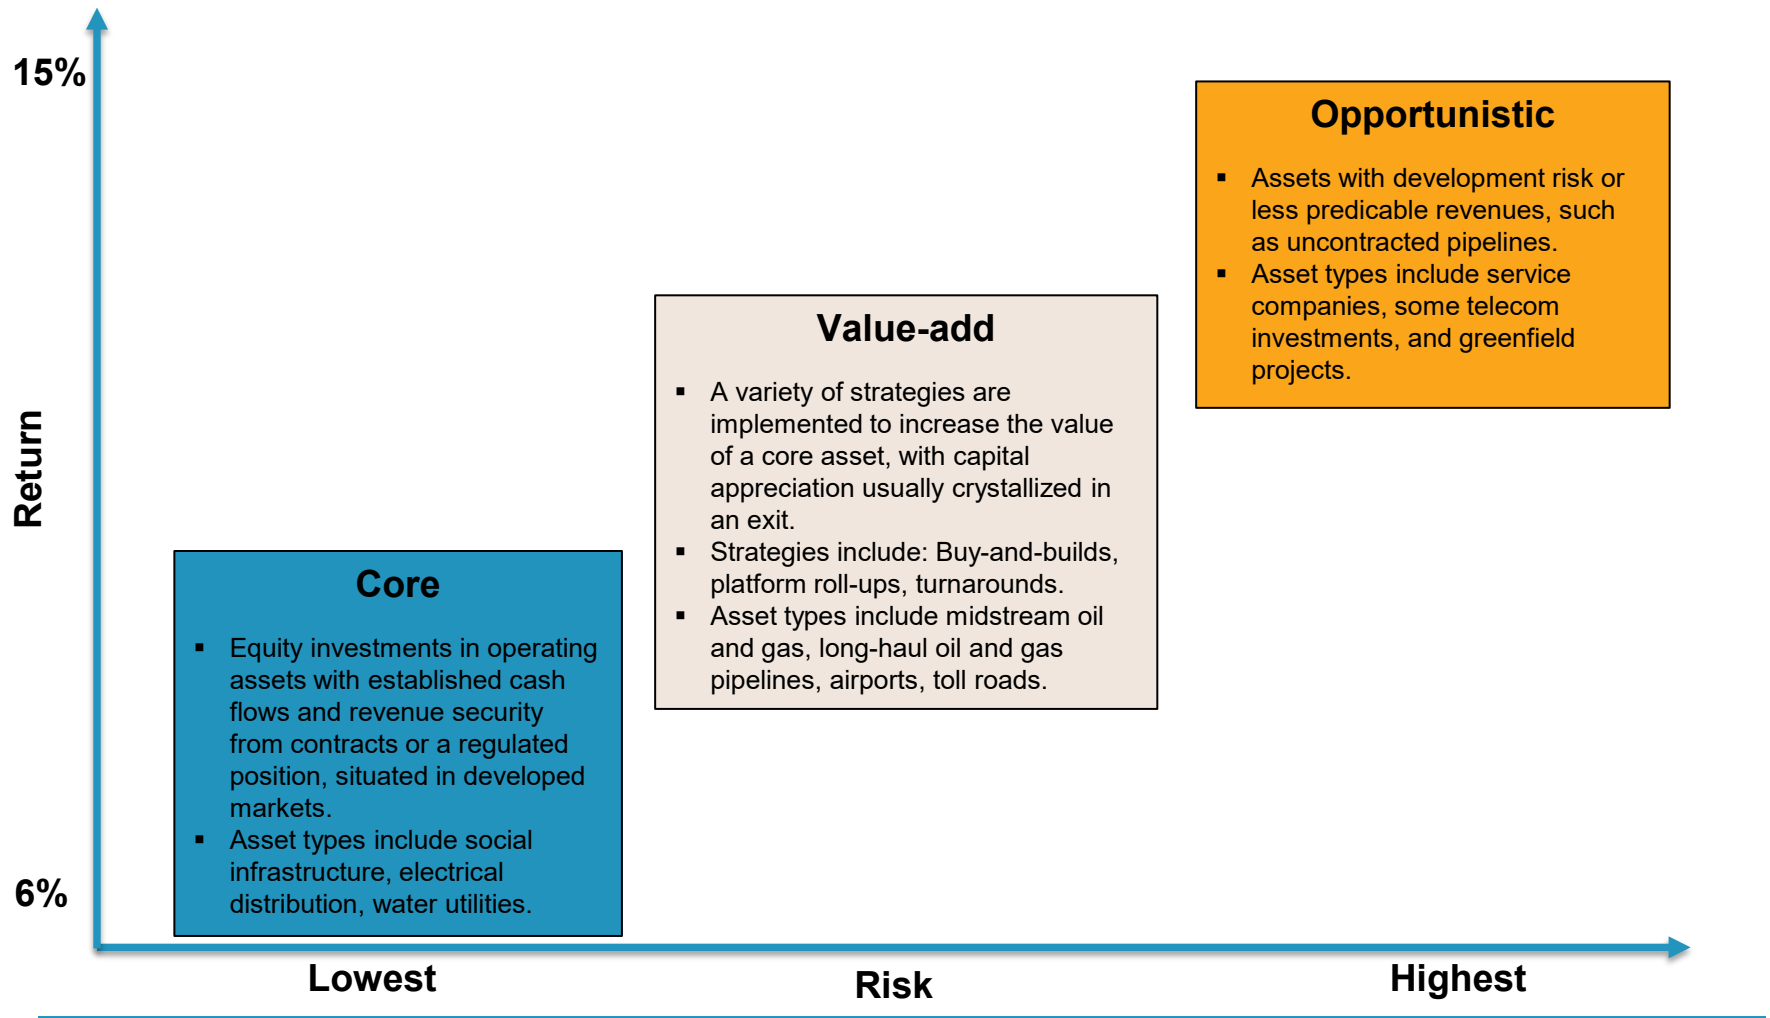 15%
Opportunistic
▪ Assets with development risk or
less predicable revenues, such
as uncontracted pipelines.
▪ Asset types include service
companies, some telecom
investments, and greenfield
projects.
Value-add
▪ A variety of strategies are
implemented to increase the value
of a core asset, with capital
appreciation usually crystallized in
an exit.
▪ Strategies include: Buy-and-builds,
platform roll-ups, turnarounds.
▪ Asset types include midstream oil
and gas, long-haul oil and gas
pipelines, airports, toll roads.
Return
Core
▪ Equity investments in operating
assets with established cash
flows and revenue security
from contracts or a regulated
position, situated in developed
markets.
▪ Asset types include social
infrastructure, electrical
distribution, water utilities.
6%
Lowest
Risk
Highest